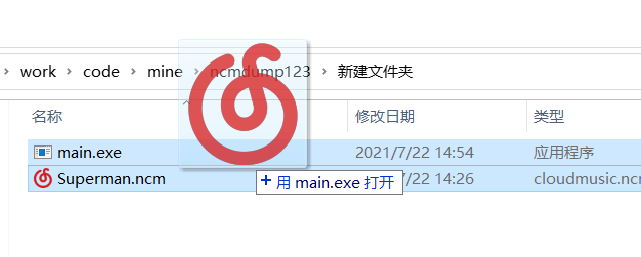 work > code > mine > ncmdump123 > 新建文件夹
名称 修改日期 类型
main.exe 2021/7/22 14:54 应用程序
Superman.ncm 7/22 14:26 cloudmusic.nc
+ 用 main.exe 打开